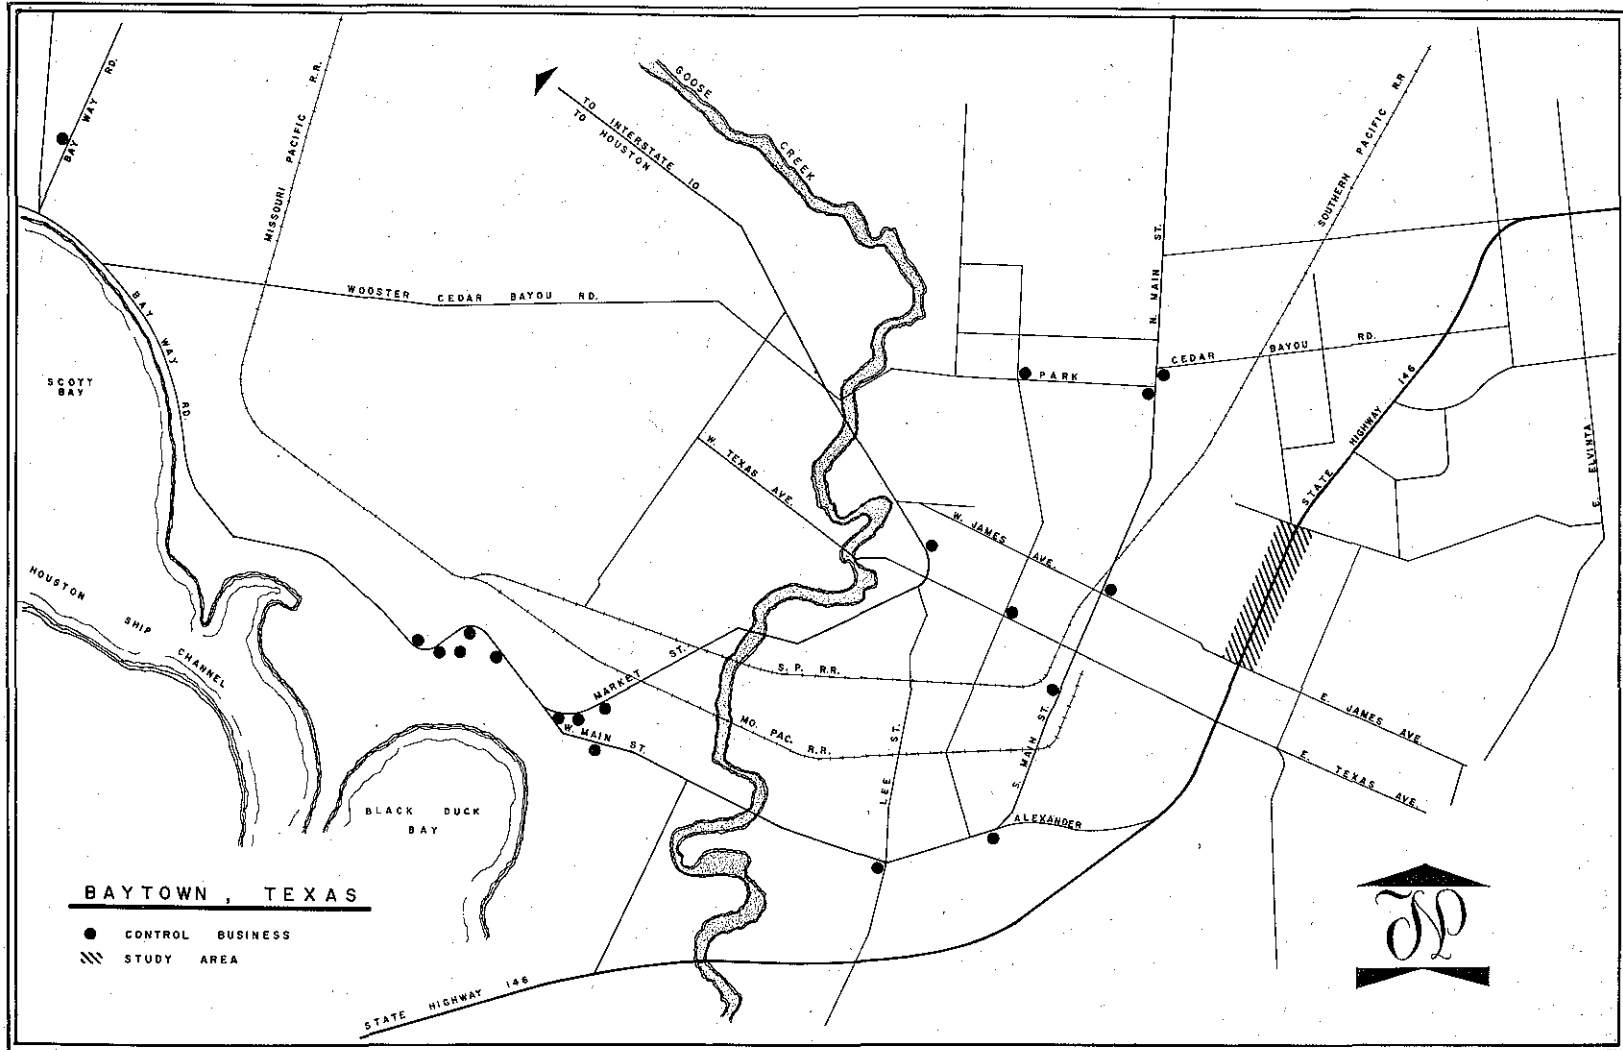 BAY WAY RD.
MISSOURI PACIFIC R.R.
GOOSE CREEK
TO INTERSTATE 10
TO HOUSTON
SOUTHERN PACIFIC R.R
N. MAIN ST.
WOOSTER CEDAR BAYOU RD.
BAY WAY RD.
SCOTT
BAY
CEDAR BAYOU RD.
PARK
STATE HIGHWAY 146
E. ELVINTA
W. TEXAS AVE.
W. JAMES AVE.
HOUSTON SHIP CHANNEL
MARKET ST.
S. P. R.R.
W. MAIN ST.
MO. PAC. R.R.
LEE ST.
S. MAIN ST.
E. JAMES AVE.
E. TEXAS AVE.
ALEXANDER
BLACK DUCK
BAY
BAYTOWN, TEXAS
CONTROL BUSINESS
STUDY AREA
STATE HIGHWAY 146
N